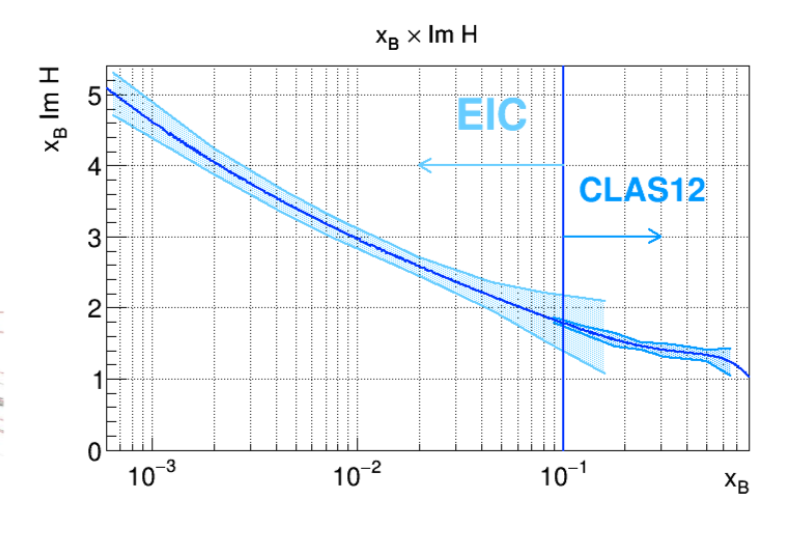 x_B × Im H
x_B Im H
EIC
CLAS12
5
4
3
2
1
0
10^−3
10^−2
10^−1
x_B